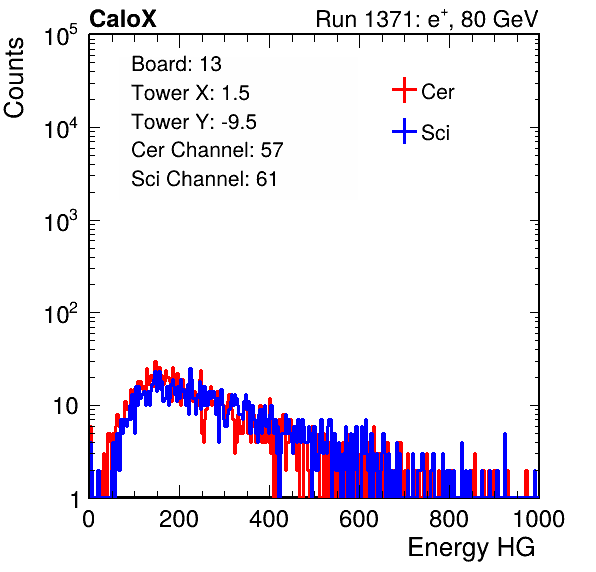 CaloX Run 1371: e⁺, 80 GeV
Board: 13
Tower X: 1.5
Tower Y: -9.5
Cer Channel: 57
Sci Channel: 61
Cer
Sci
Counts
10⁵
10⁴
10³
10²
10
1
0 200 400 600 800 1000
Energy HG